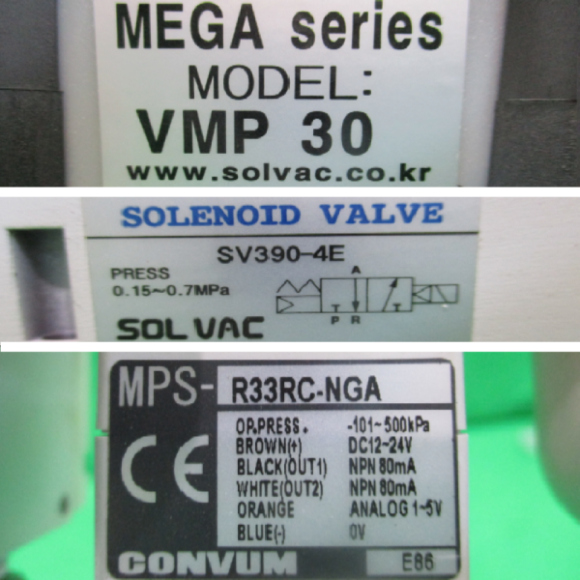 MEGA series
MODEL:
VMP 30
www.solvac.co.kr
SOLENOID VALVE
SV390-4E
PRESS
0.15~0.7MPa
A
T T
P R
SOLVAC
MPS- R33RC-NGA
OP.PRESS. -101~500kPa
BROWN(+) DC12~24V
BLACK(OUT1) NPN 80mA
WHITE(OUT2) NPN 80mA
ORANGE ANALOG 1~5V
BLUE(-) 0V
CE
CONVUM E86